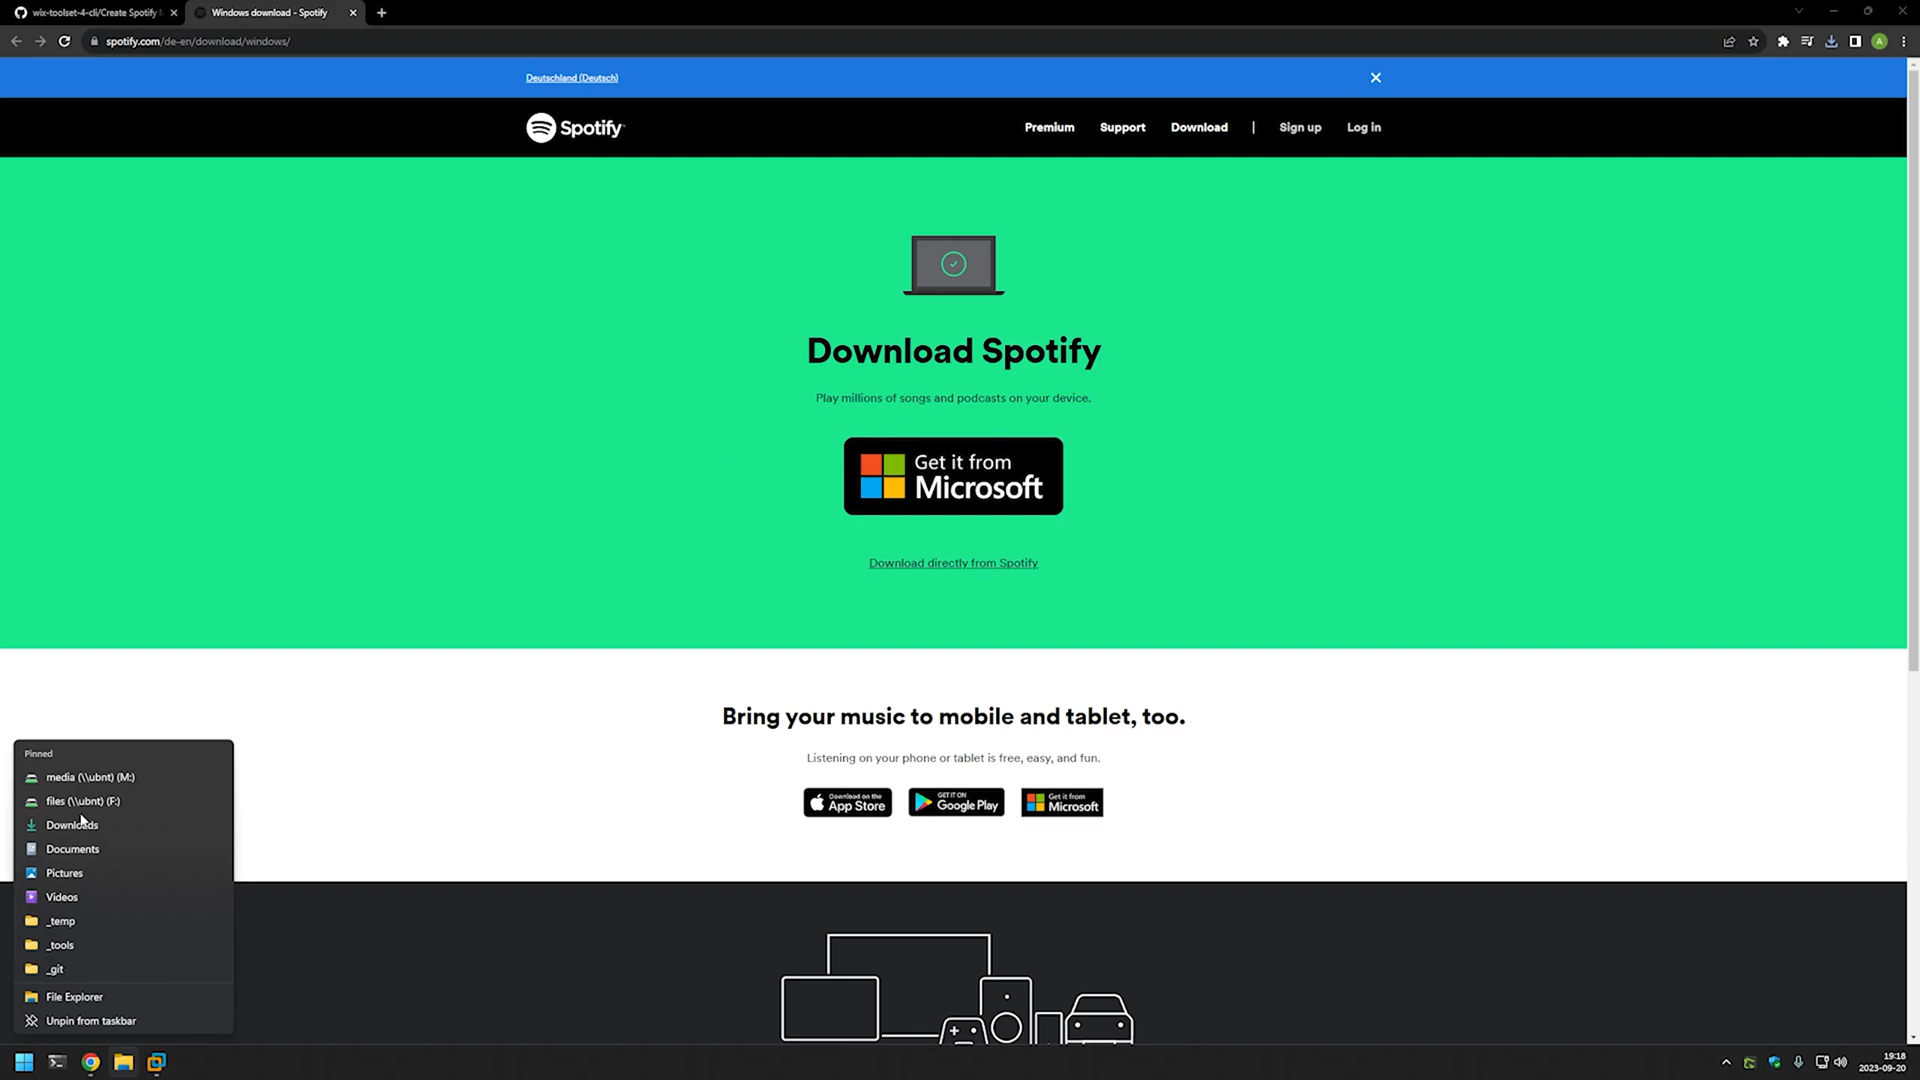 wix-toolset-4-cli/Create Spotify
Windows download - Spotify
spotify.com/de-en/download/windows/
A
Deutschland (Deutsch)
Spotify
Premium
Support
Download
|
Sign up
Log in
Download Spotify
Play millions of songs and podcasts on your device.
Get it from
Microsoft
Download directly from Spotify
Bring your music to mobile and tablet, too.
Listening on your phone or tablet is free, easy, and fun.
Download on the
App Store
GET IT ON
Google Play
Get it from
Microsoft
Pinned
media (\\ubnt) (M:)
files (\\ubnt) (F:)
Downloads
Documents
Pictures
Videos
_temp
_tools
_git
File Explorer
Unpin from taskbar
19:18
2023-09-20